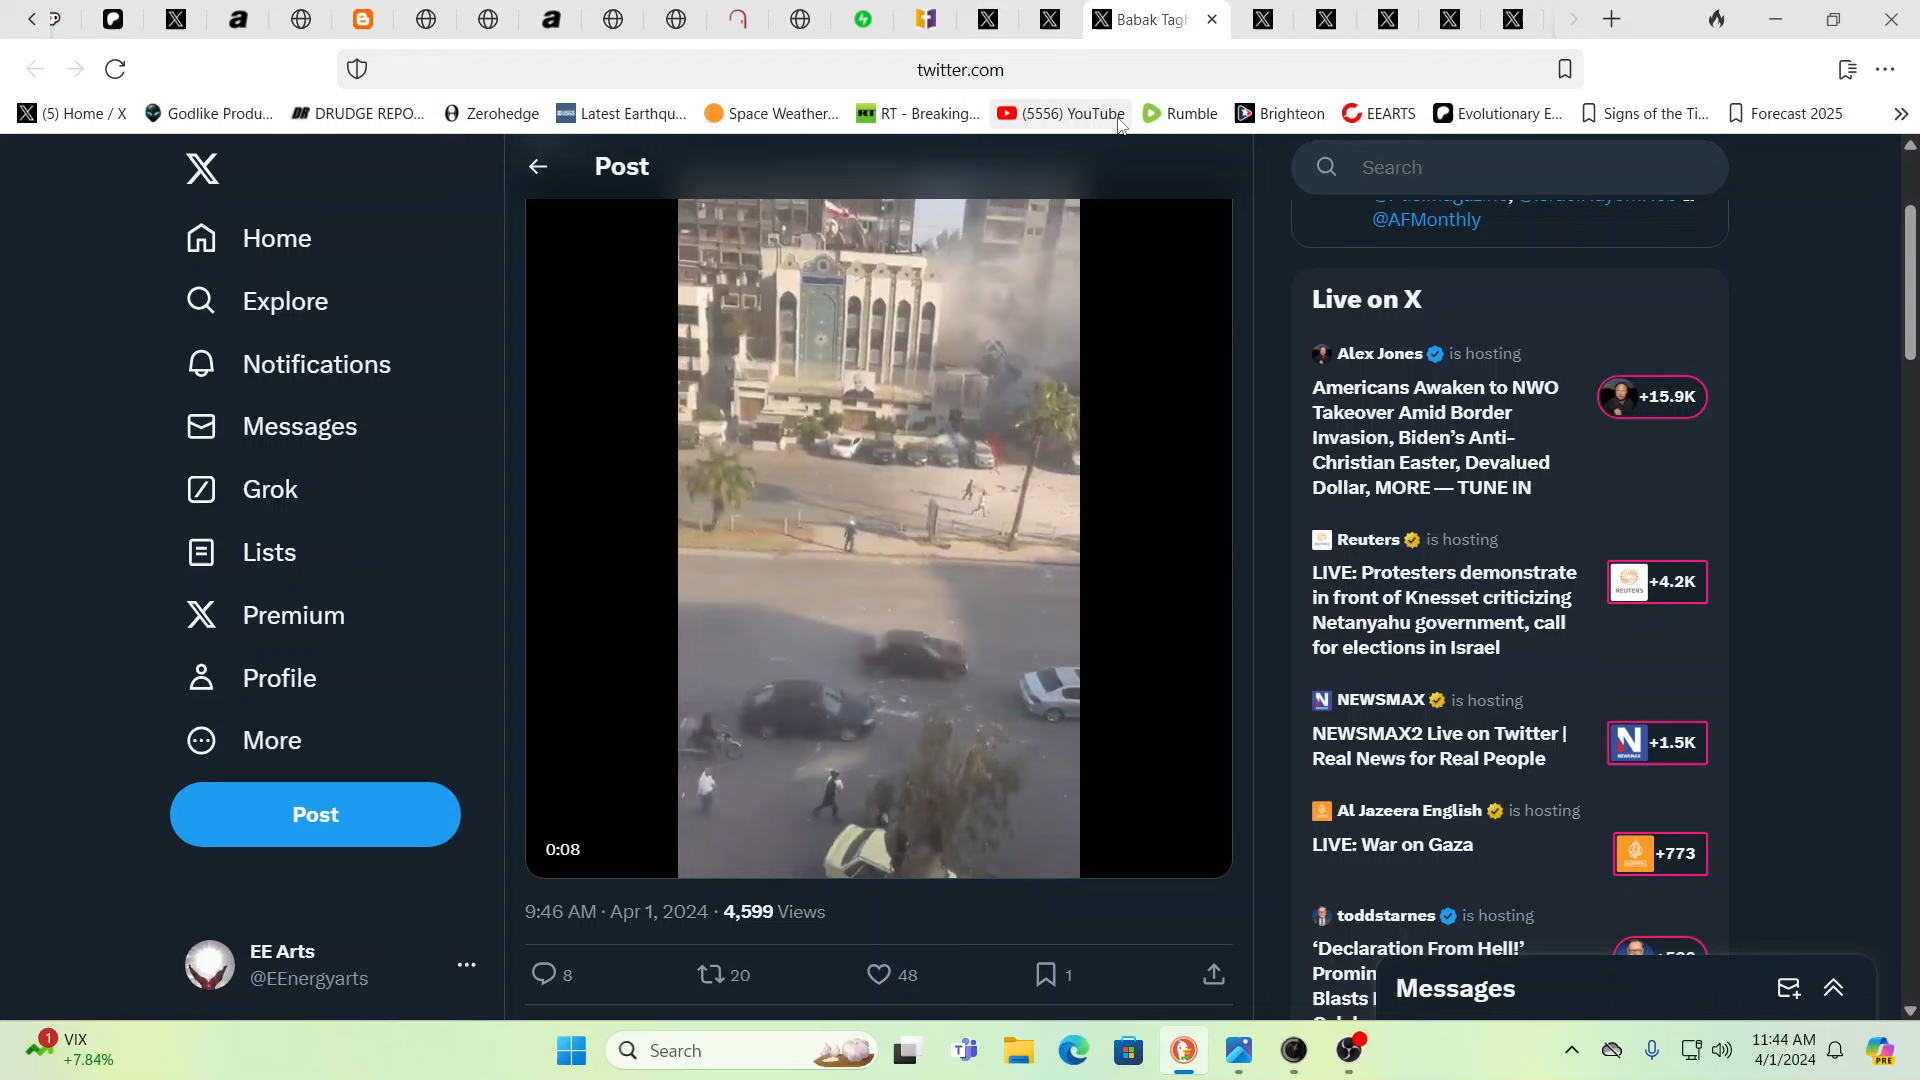 Babak Tagh
twitter.com
(5) Home / X
Godlike Produ...
DRUDGE REPO...
Zerohedge
Latest Earthqu...
Space Weather...
RT - Breaking...
(5556) YouTube
Rumble
Brighteon
EEARTS
Evolutionary E...
Signs of the Ti...
Forecast 2025
Post
Search
@AFMonthly
Home
Explore
Notifications
Messages
Grok
Lists
Premium
Profile
More
Post
EE Arts
@EEnergyarts
0:08
9:46 AM · Apr 1, 2024 · 4,599 Views
8
20
48
1
Live on X
Alex Jones is hosting
Americans Awaken to NWO
Takeover Amid Border
Invasion, Biden's Anti-
Christian Easter, Devalued
Dollar, MORE — TUNE IN
+15.9K
Reuters is hosting
LIVE: Protesters demonstrate
in front of Knesset criticizing
Netanyahu government, call
for elections in Israel
REUTERS
+4.2K
NEWSMAX is hosting
NEWSMAX2 Live on Twitter |
Real News for Real People
+1.5K
Al Jazeera English is hosting
LIVE: War on Gaza
+773
toddstarnes is hosting
'Declaration From Hell!'
Promin
Blasts
Messages
1
VIX
+7.84%
Search
11:44 AM
4/1/2024
PRE